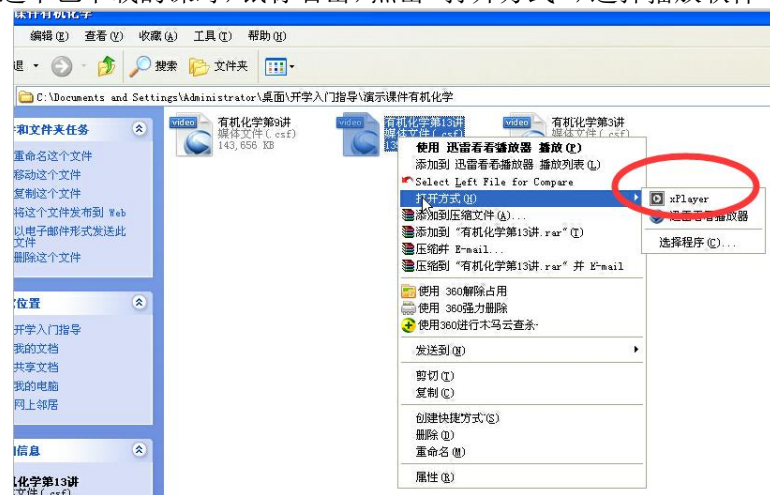 课件有机化学
编辑(E) 查看(V) 收藏(A) 工具(T) 帮助(H)
退 搜索 文件夹
C:\Documents and Settings\Administrator\桌面\开学入门指导\演示课件有机化学
和文件夹任务
重命名这个文件
移动这个文件
复制这个文件
将这个文件发布到 Web
以电子邮件形式发送此
文件
删除这个文件
位置
开学入门指导
我的文档
共享文档
我的电脑
网上邻居
信息
化学第13讲
文件(.csf)
video
有机化学第9讲
媒体文件(.csf)
143,656 KB
video
有机化学第13讲
媒体文件(.csf)
video
有机化学第3讲
媒体文件(.csf)
使用 迅雷看看播放器 播放(P)
添加到 迅雷看看播放器 播放列表(L)
Select Left File for Compare
打开方式(H)
添加到压缩文件(A)...
添加到 "有机化学第13讲.rar"(T)
压缩并 E-mail...
压缩到 "有机化学第13讲.rar" 并 E-mail
使用 360解除占用
使用 360强力删除
使用360进行木马云查杀
发送到(N)
剪切(T)
复制(C)
创建快捷方式(S)
删除(D)
重命名(M)
属性(R)
xPlayer
迅雷看看播放器
选择程序(C)...